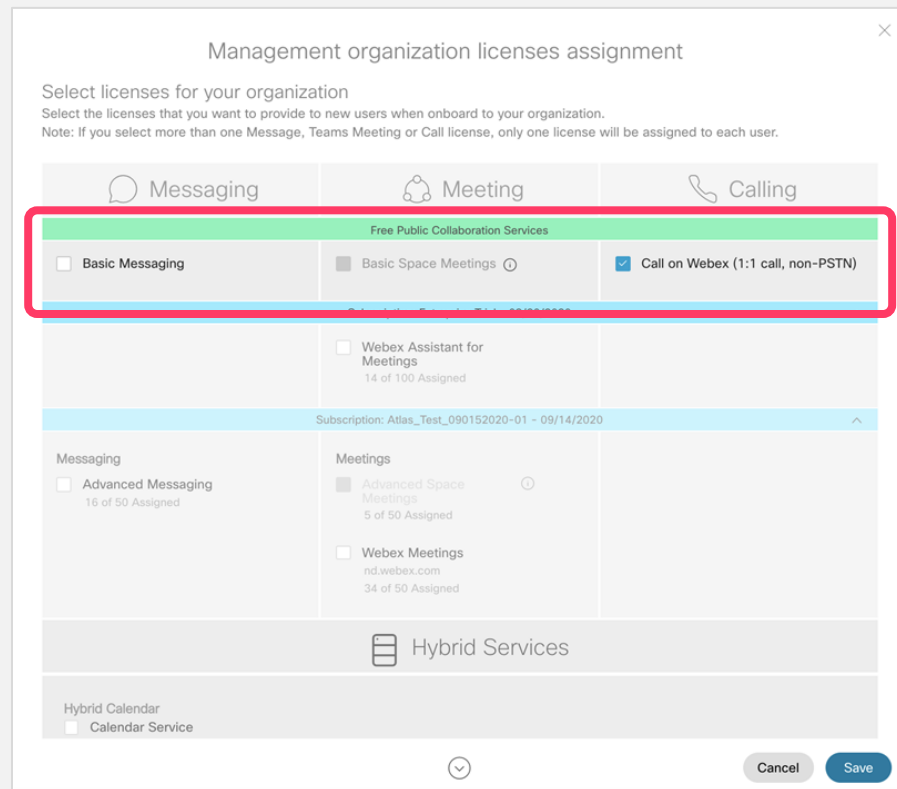 Management organization licenses assignment
Select licenses for your organization
Select the licenses that you want to provide to new users when onboard to your organization.
Note: If you select more than one Message, Teams Meeting or Call license, only one license will be assigned to each user.
Messaging
Meeting
Calling
Free Public Collaboration Services
Basic Messaging
Basic Space Meetings
Call on Webex (1:1 call, non-PSTN)
Webex Assistant for
Meetings
14 of 100 Assigned
Subscription: Atlas_Test_090152020-01 - 09/14/2020
Messaging
Advanced Messaging
16 of 50 Assigned
Meetings
Advanced Space
Meetings
5 of 50 Assigned
Webex Meetings
nd.webex.com
34 of 50 Assigned
Hybrid Services
Hybrid Calendar
Calendar Service
Cancel
Save